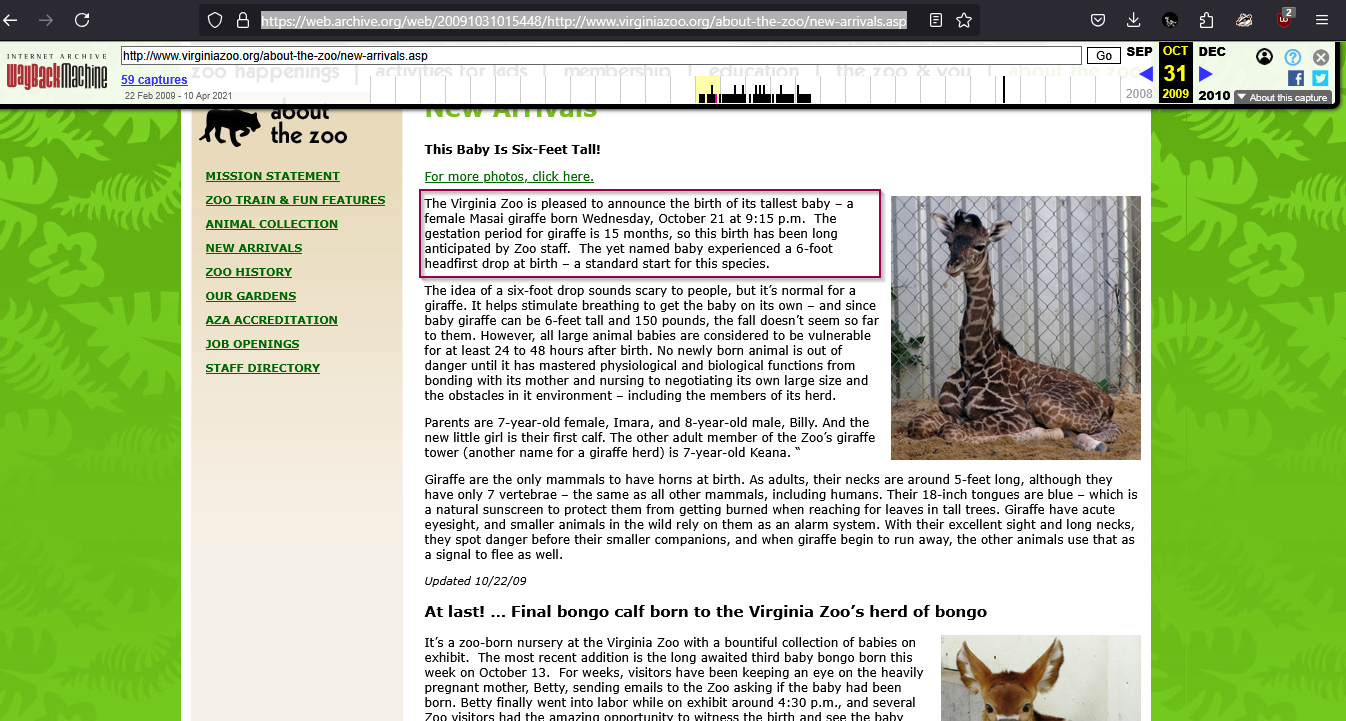 https://web.archive.org/web/20091031015448/http://www.virginiazoo.org/about-the-zoo/new-arrivals.asp
2
INTERNET ARCHIVE
WayBackMachine
http://www.virginiazoo.org/about-the-zoo/new-arrivals.asp
Go
SEP
OCT
DEC
59 captures
31
22 Feb 2009 - 10 Apr 2021
2008
2009
2010
About this capture
zoo happenings | activities for kids | membership | education | the zoo & you | about the zoo
about
the zoo
MISSION STATEMENT
ZOO TRAIN & FUN FEATURES
ANIMAL COLLECTION
NEW ARRIVALS
ZOO HISTORY
OUR GARDENS
AZA ACCREDITATION
JOB OPENINGS
STAFF DIRECTORY
New Arrivals
This Baby Is Six-Feet Tall!
For more photos, click here.
The Virginia Zoo is pleased to announce the birth of its tallest baby – a
female Masai giraffe born Wednesday, October 21 at 9:15 p.m.  The
gestation period for giraffe is 15 months, so this birth has been long
anticipated by Zoo staff.  The yet named baby experienced a 6-foot
headfirst drop at birth – a standard start for this species.
The idea of a six-foot drop sounds scary to people, but it’s normal for a
giraffe. It helps stimulate breathing to get the baby on its own – and since
baby giraffe can be 6-feet tall and 150 pounds, the fall doesn’t seem so far
to them. However, all large animal babies are considered to be vulnerable
for at least 24 to 48 hours after birth. No newly born animal is out of
danger until it has mastered physiological and biological functions from
bonding with its mother and nursing to negotiating its own large size and
the obstacles in it environment – including the members of its herd.
Parents are 7-year-old female, Imara, and 8-year-old male, Billy. And the
new little girl is their first calf. The other adult member of the Zoo’s giraffe
tower (another name for a giraffe herd) is 7-year-old Keana. “
Giraffe are the only mammals to have horns at birth. As adults, their necks are around 5-feet long, although they
have only 7 vertebrae – the same as all other mammals, including humans. Their 18-inch tongues are blue – which is
a natural sunscreen to protect them from getting burned when reaching for leaves in tall trees. Giraffe have acute
eyesight, and smaller animals in the wild rely on them as an alarm system. With their excellent sight and long necks,
they spot danger before their smaller companions, and when giraffe begin to run away, the other animals use that as
a signal to flee as well.
Updated 10/22/09
At last! … Final bongo calf born to the Virginia Zoo’s herd of bongo
It’s a zoo-born nursery at the Virginia Zoo with a bountiful collection of babies on
exhibit.  The most recent addition is the long awaited third baby bongo born this
week on October 13.  For weeks, visitors have been keeping an eye on the heavily
pregnant mother, Betty, sending emails to the Zoo asking if the baby had been
born. Betty finally went into labor while on exhibit around 4:30 p.m., and several
Zoo visitors had the amazing opportunity to witness the birth and see the baby